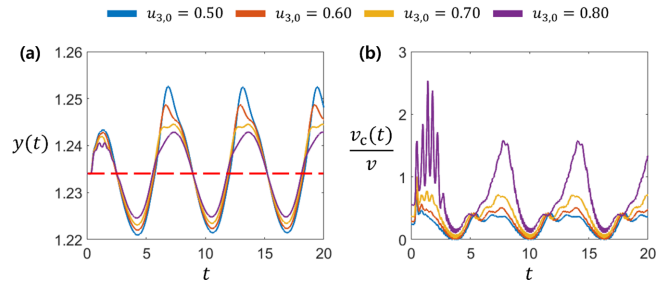 u₃,₀ = 0.50 u₃,₀ = 0.60 u₃,₀ = 0.70 u₃,₀ = 0.80
(a) (b)
1.26
1.25
1.24
1.23
1.22
y(t)
0 5 10 15 20
t
3
2
1
0
v_c(t)
v
0 5 10 15 20
t